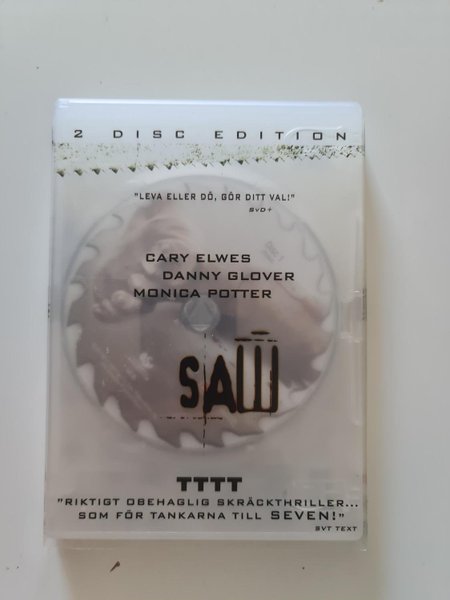 2 DISC EDITION
"LEVA ELLER DÖ, GÖR DITT VAL!"
SVD+
CARY ELWES
DANNY GLOVER
MONICA POTTER
SAW
TTTT
"RIKTIGT OBEHAGLIG SKRÄCKTHRILLER...
SOM FÖR TANKARNA TILL SEVEN!"
SVT TEXT